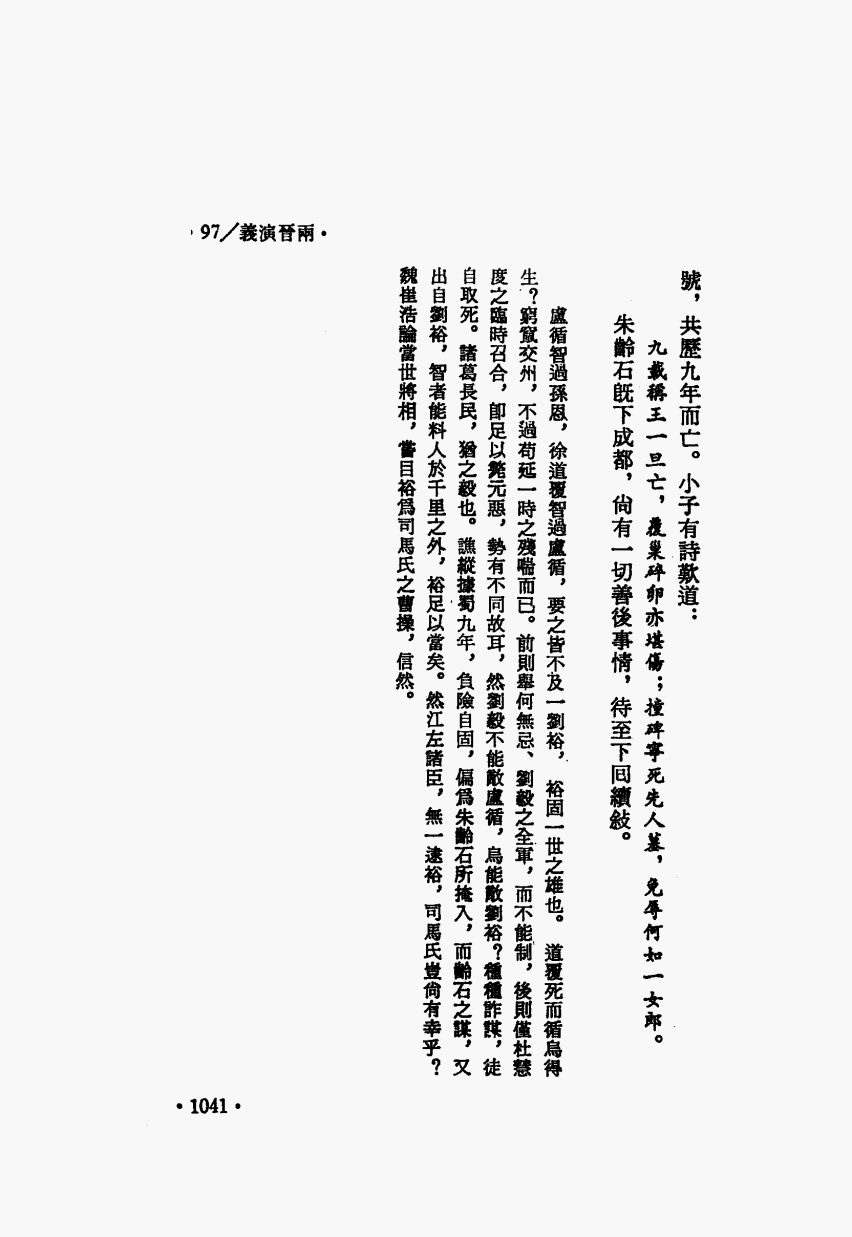 •兩晉演義／97•
號，共歷九年而亡。小子有詩歎道：
九載稱王一旦亡，覆巢碎卵亦堪傷；撞碑寧死先人墓，免辱何如一女郎。
朱齡石既下成都，尙有一切善後事情，待至下回續敍。
盧循智過孫恩，徐道覆智過盧循，要之皆不及一劉裕，裕固一世之雄也。道覆死而循烏得
生？窮竄交州，不過苟延一時之殘喘而已。前則舉何無忌、劉毅之全軍，而不能制，後則僅杜慧
度之臨時召合，卽足以斃元惡，勢有不同故耳，然劉毅不能敵盧循，烏能敵劉裕？種種詐謀，徒
自取死。諸葛長民，猶之毅也。譙縱據蜀九年，負險自固，偏爲朱齡石所掩入，而齡石之謀，又
出自劉裕，智者能料人於千里之外，裕足以當矣。然江左諸臣，無一逮裕，司馬氏豈尙有幸乎？
魏崔浩論當世將相，嘗目裕爲司馬氏之曹操，信然。
•1041•